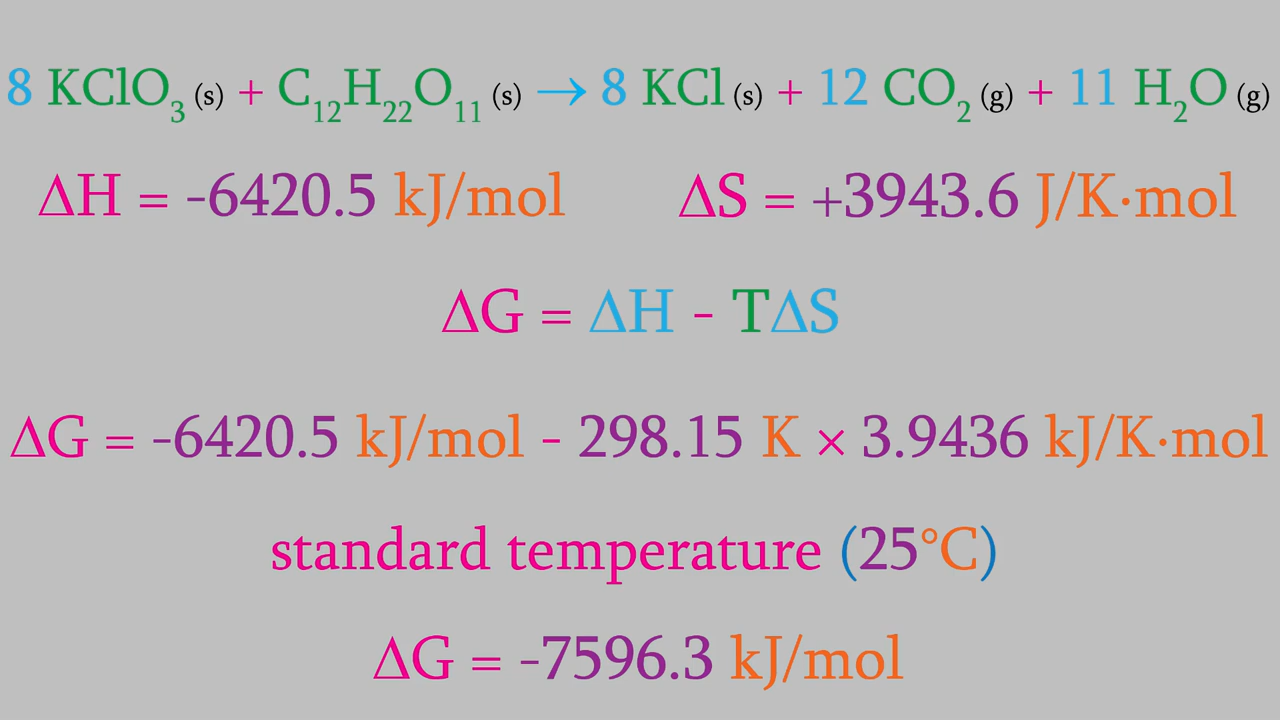 8 KClO₃ (s) + C₁₂H₂₂O₁₁ (s) → 8 KCl (s) + 12 CO₂ (g) + 11 H₂O (g)
ΔH = -6420.5 kJ/mol ΔS = +3943.6 J/K·mol
ΔG = ΔH - TΔS
ΔG = -6420.5 kJ/mol - 298.15 K × 3.9436 kJ/K·mol
standard temperature (25°C)
ΔG = -7596.3 kJ/mol